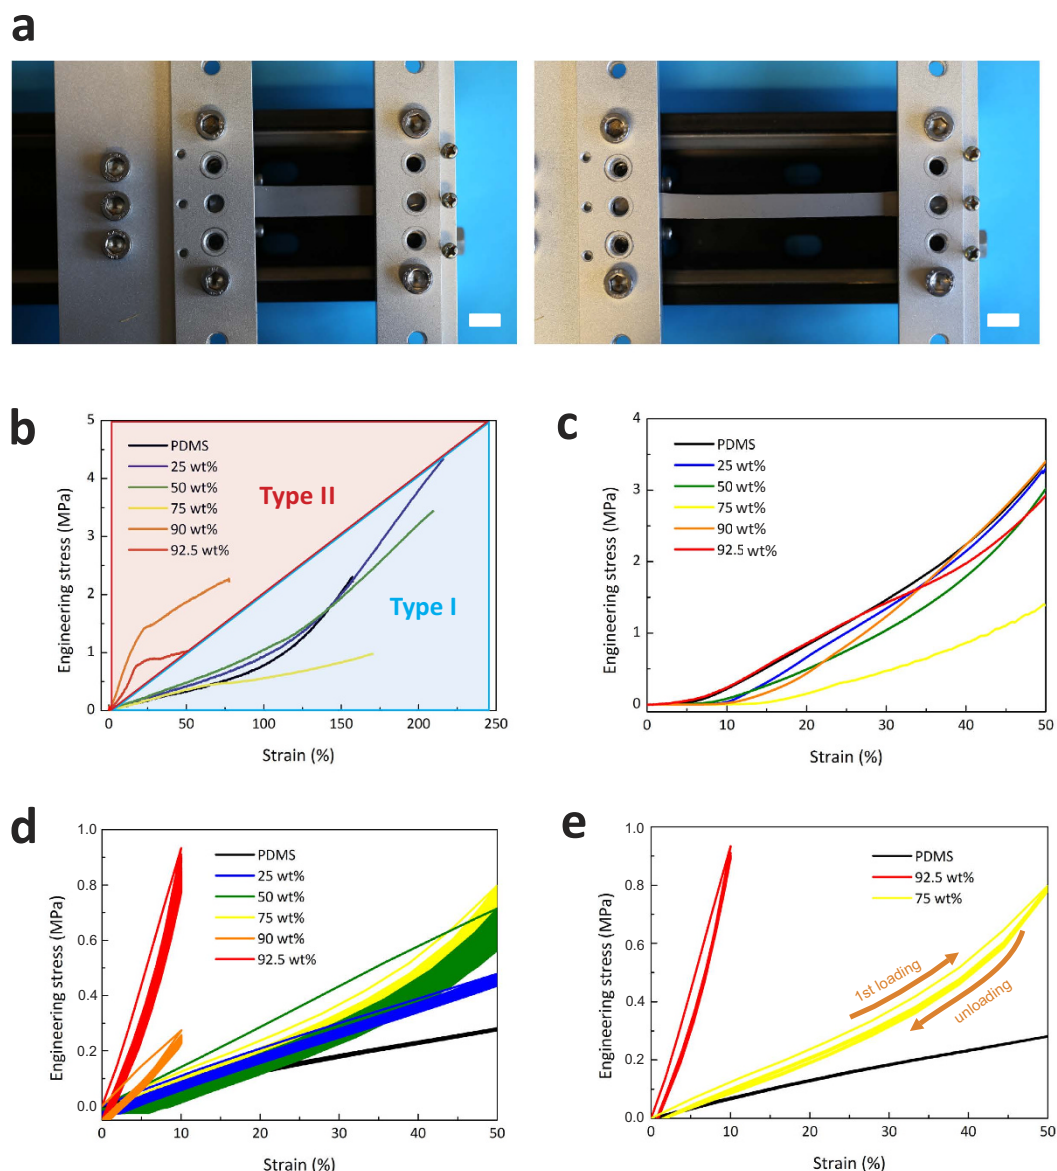 a
b
Engineering stress (MPa)
5
4
3
2
1
0
PDMS
25 wt%
50 wt%
75 wt%
90 wt%
92.5 wt%
Type II
Type I
0 50 100 150 200 250
Strain (%)
c
Engineering stress (MPa)
4
3
2
1
0
PDMS
25 wt%
50 wt%
75 wt%
90 wt%
92.5 wt%
0 10 20 30 40 50
Strain (%)
d
Engineering stress (MPa)
1.0
0.8
0.6
0.4
0.2
0.0
PDMS
25 wt%
50 wt%
75 wt%
90 wt%
92.5 wt%
0 10 20 30 40 50
Strain (%)
e
Engineering stress (MPa)
1.0
0.8
0.6
0.4
0.2
0.0
PDMS
92.5 wt%
75 wt%
1st loading
unloading
0 10 20 30 40 50
Strain (%)